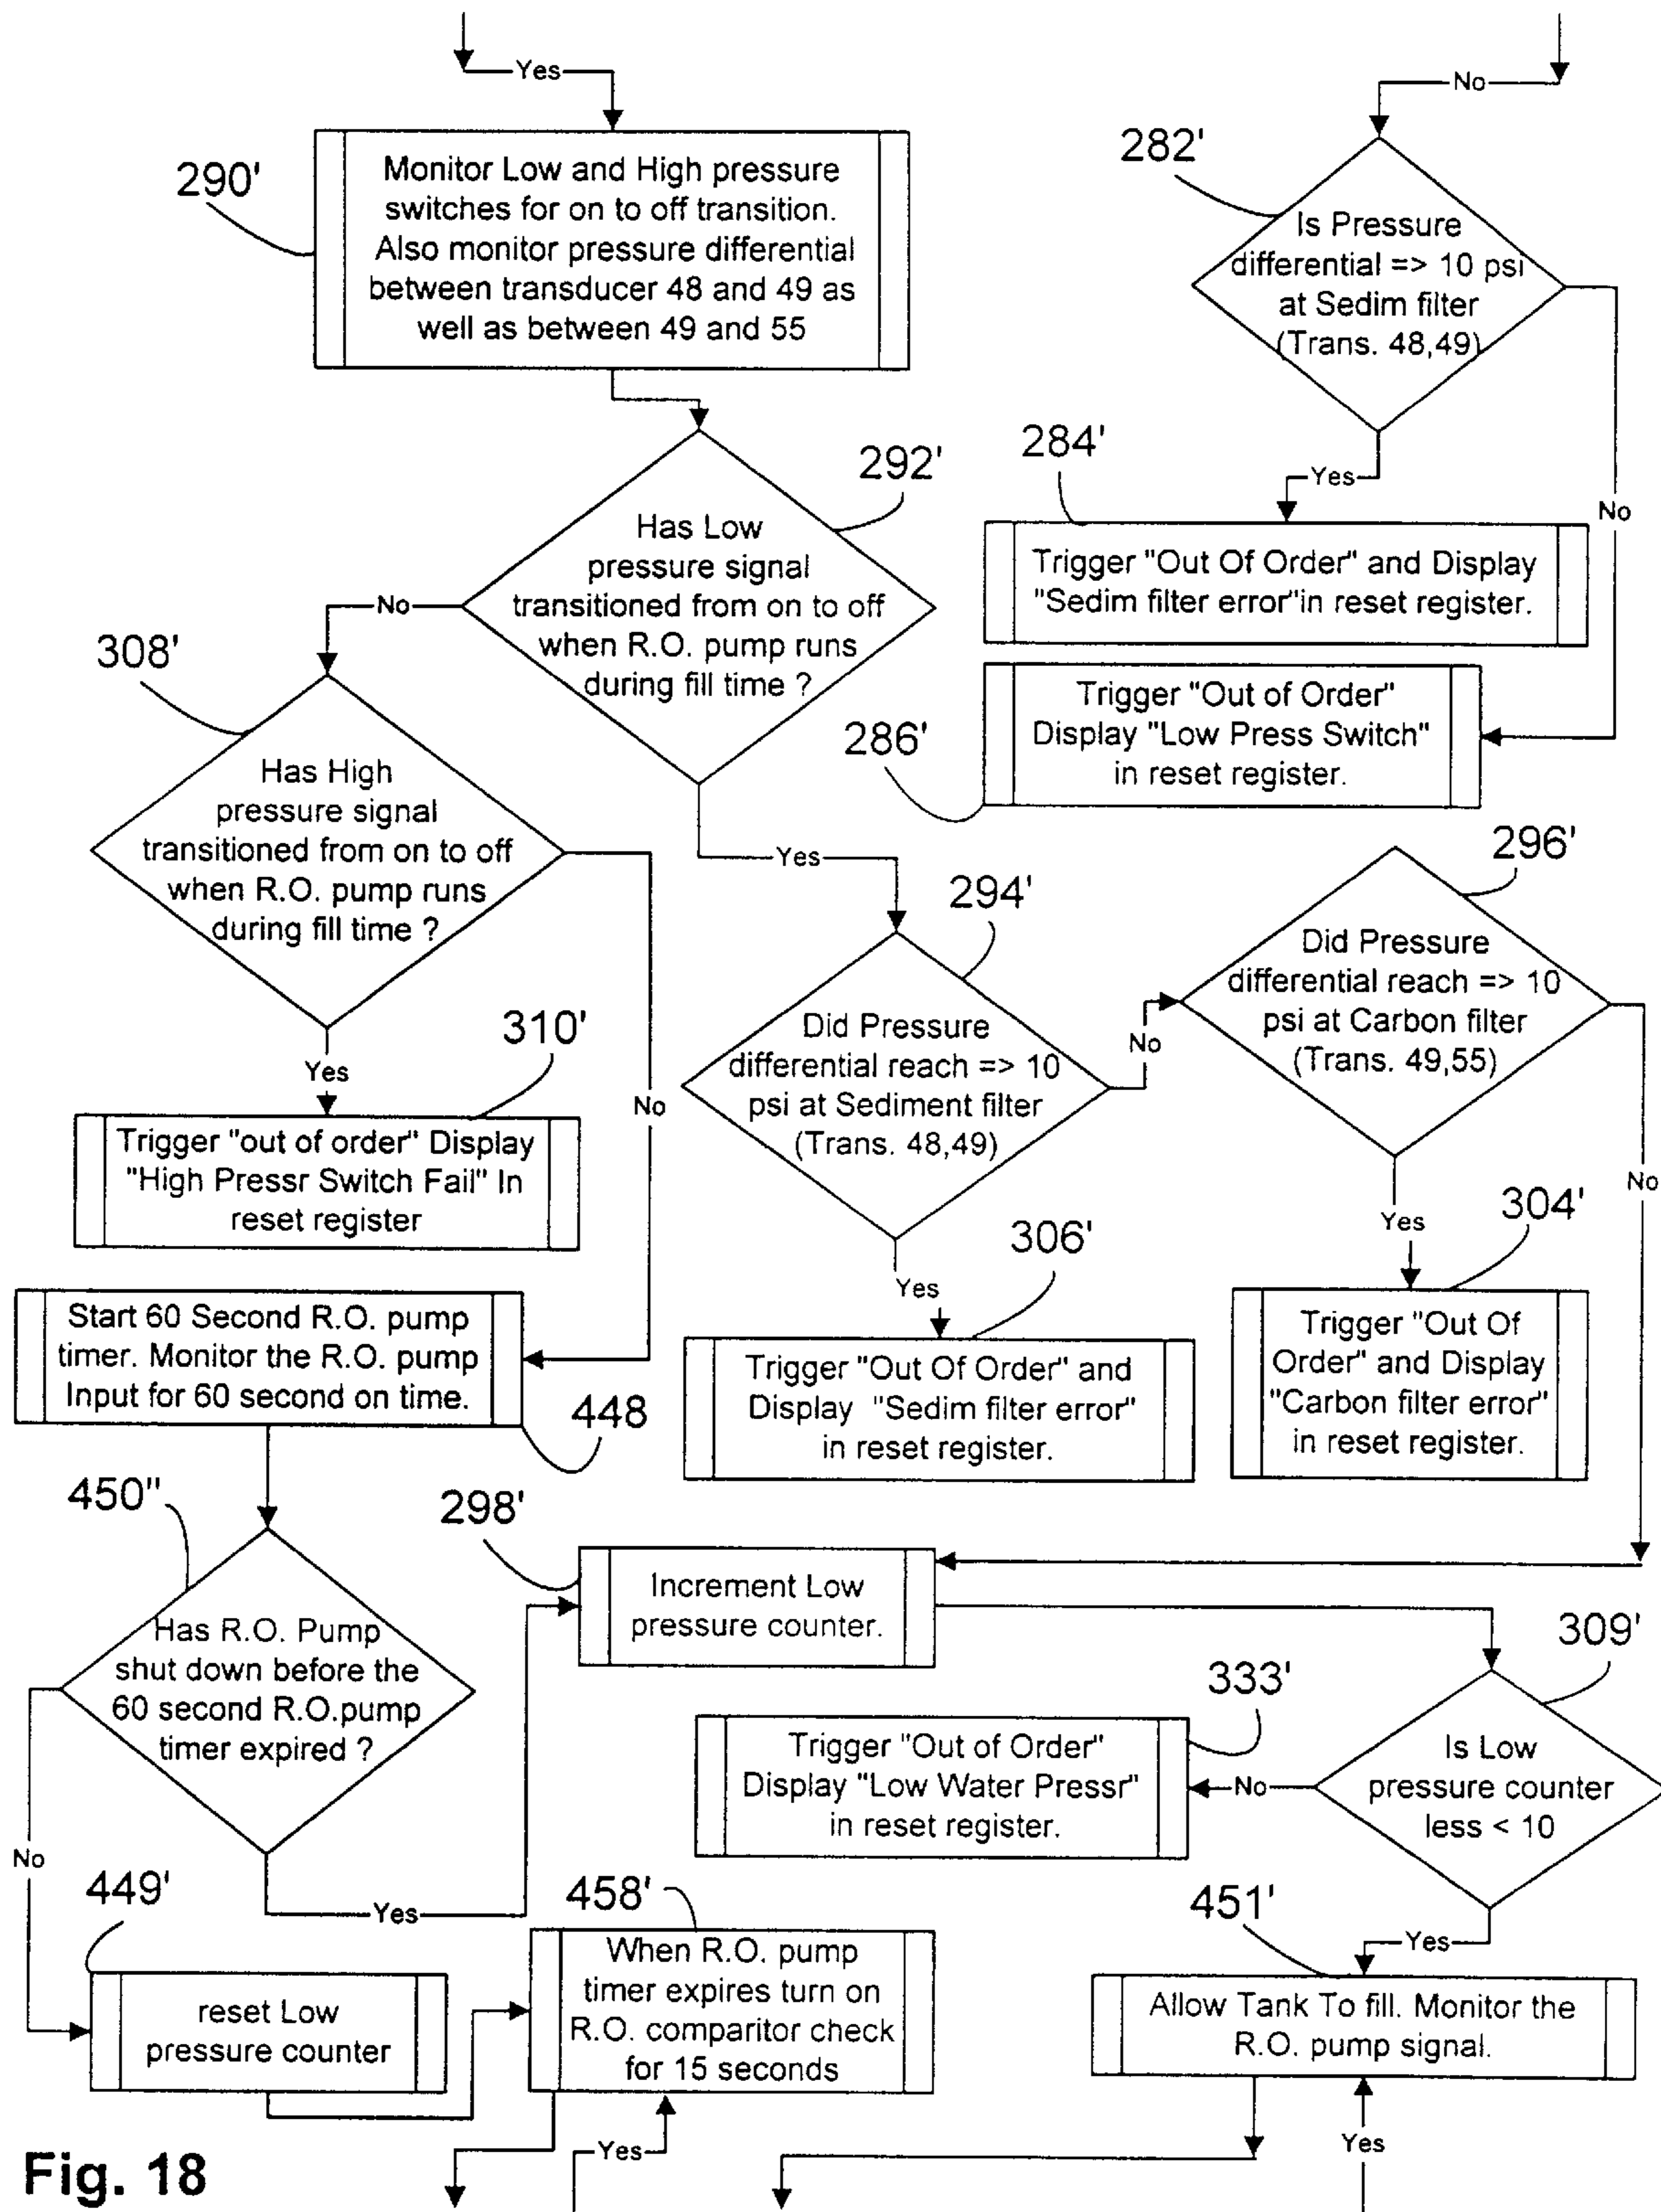 Yes
No
290'
Monitor Low and High pressure
switches for on to off transition.
Also monitor pressure differential
between transducer 48 and 49 as
well as between 49 and 55
282'
Is Pressure
differential => 10 psi
at Sedim filter
(Trans. 48,49)
No
Yes
284'
Trigger "Out Of Order" and Display
"Sedim filter error"in reset register.
286'
Trigger "Out of Order"
Display "Low Press Switch"
in reset register.
292'
Has Low
pressure signal
transitioned from on to off
when R.O. pump runs
during fill time ?
No
Yes
308'
Has High
pressure signal
transitioned from on to off
when R.O. pump runs
during fill time ?
Yes
No
310'
Trigger "out of order" Display
"High Pressr Switch Fail" In
reset register
294'
Did Pressure
differential reach => 10
psi at Sediment filter
(Trans. 48,49)
No
Yes
296'
Did Pressure
differential reach => 10
psi at Carbon filter
(Trans. 49,55)
No
Yes
306'
Trigger "Out Of Order" and
Display "Sedim filter error"
in reset register.
304'
Trigger "Out Of
Order" and Display
"Carbon filter error"
in reset register.
Start 60 Second R.O. pump
timer. Monitor the R.O. pump
Input for 60 second on time.
448
450"
Has R.O. Pump
shut down before the
60 second R.O.pump
timer expired ?
No
Yes
298'
Increment Low
pressure counter.
309'
Is Low
pressure counter
less < 10
No
Yes
333'
Trigger "Out of Order"
Display "Low Water Pressr"
in reset register.
449'
reset Low
pressure counter
458'
When R.O. pump
timer expires turn on
R.O. comparitor check
for 15 seconds
451'
Allow Tank To fill. Monitor the
R.O. pump signal.
Yes
Yes
Fig. 18